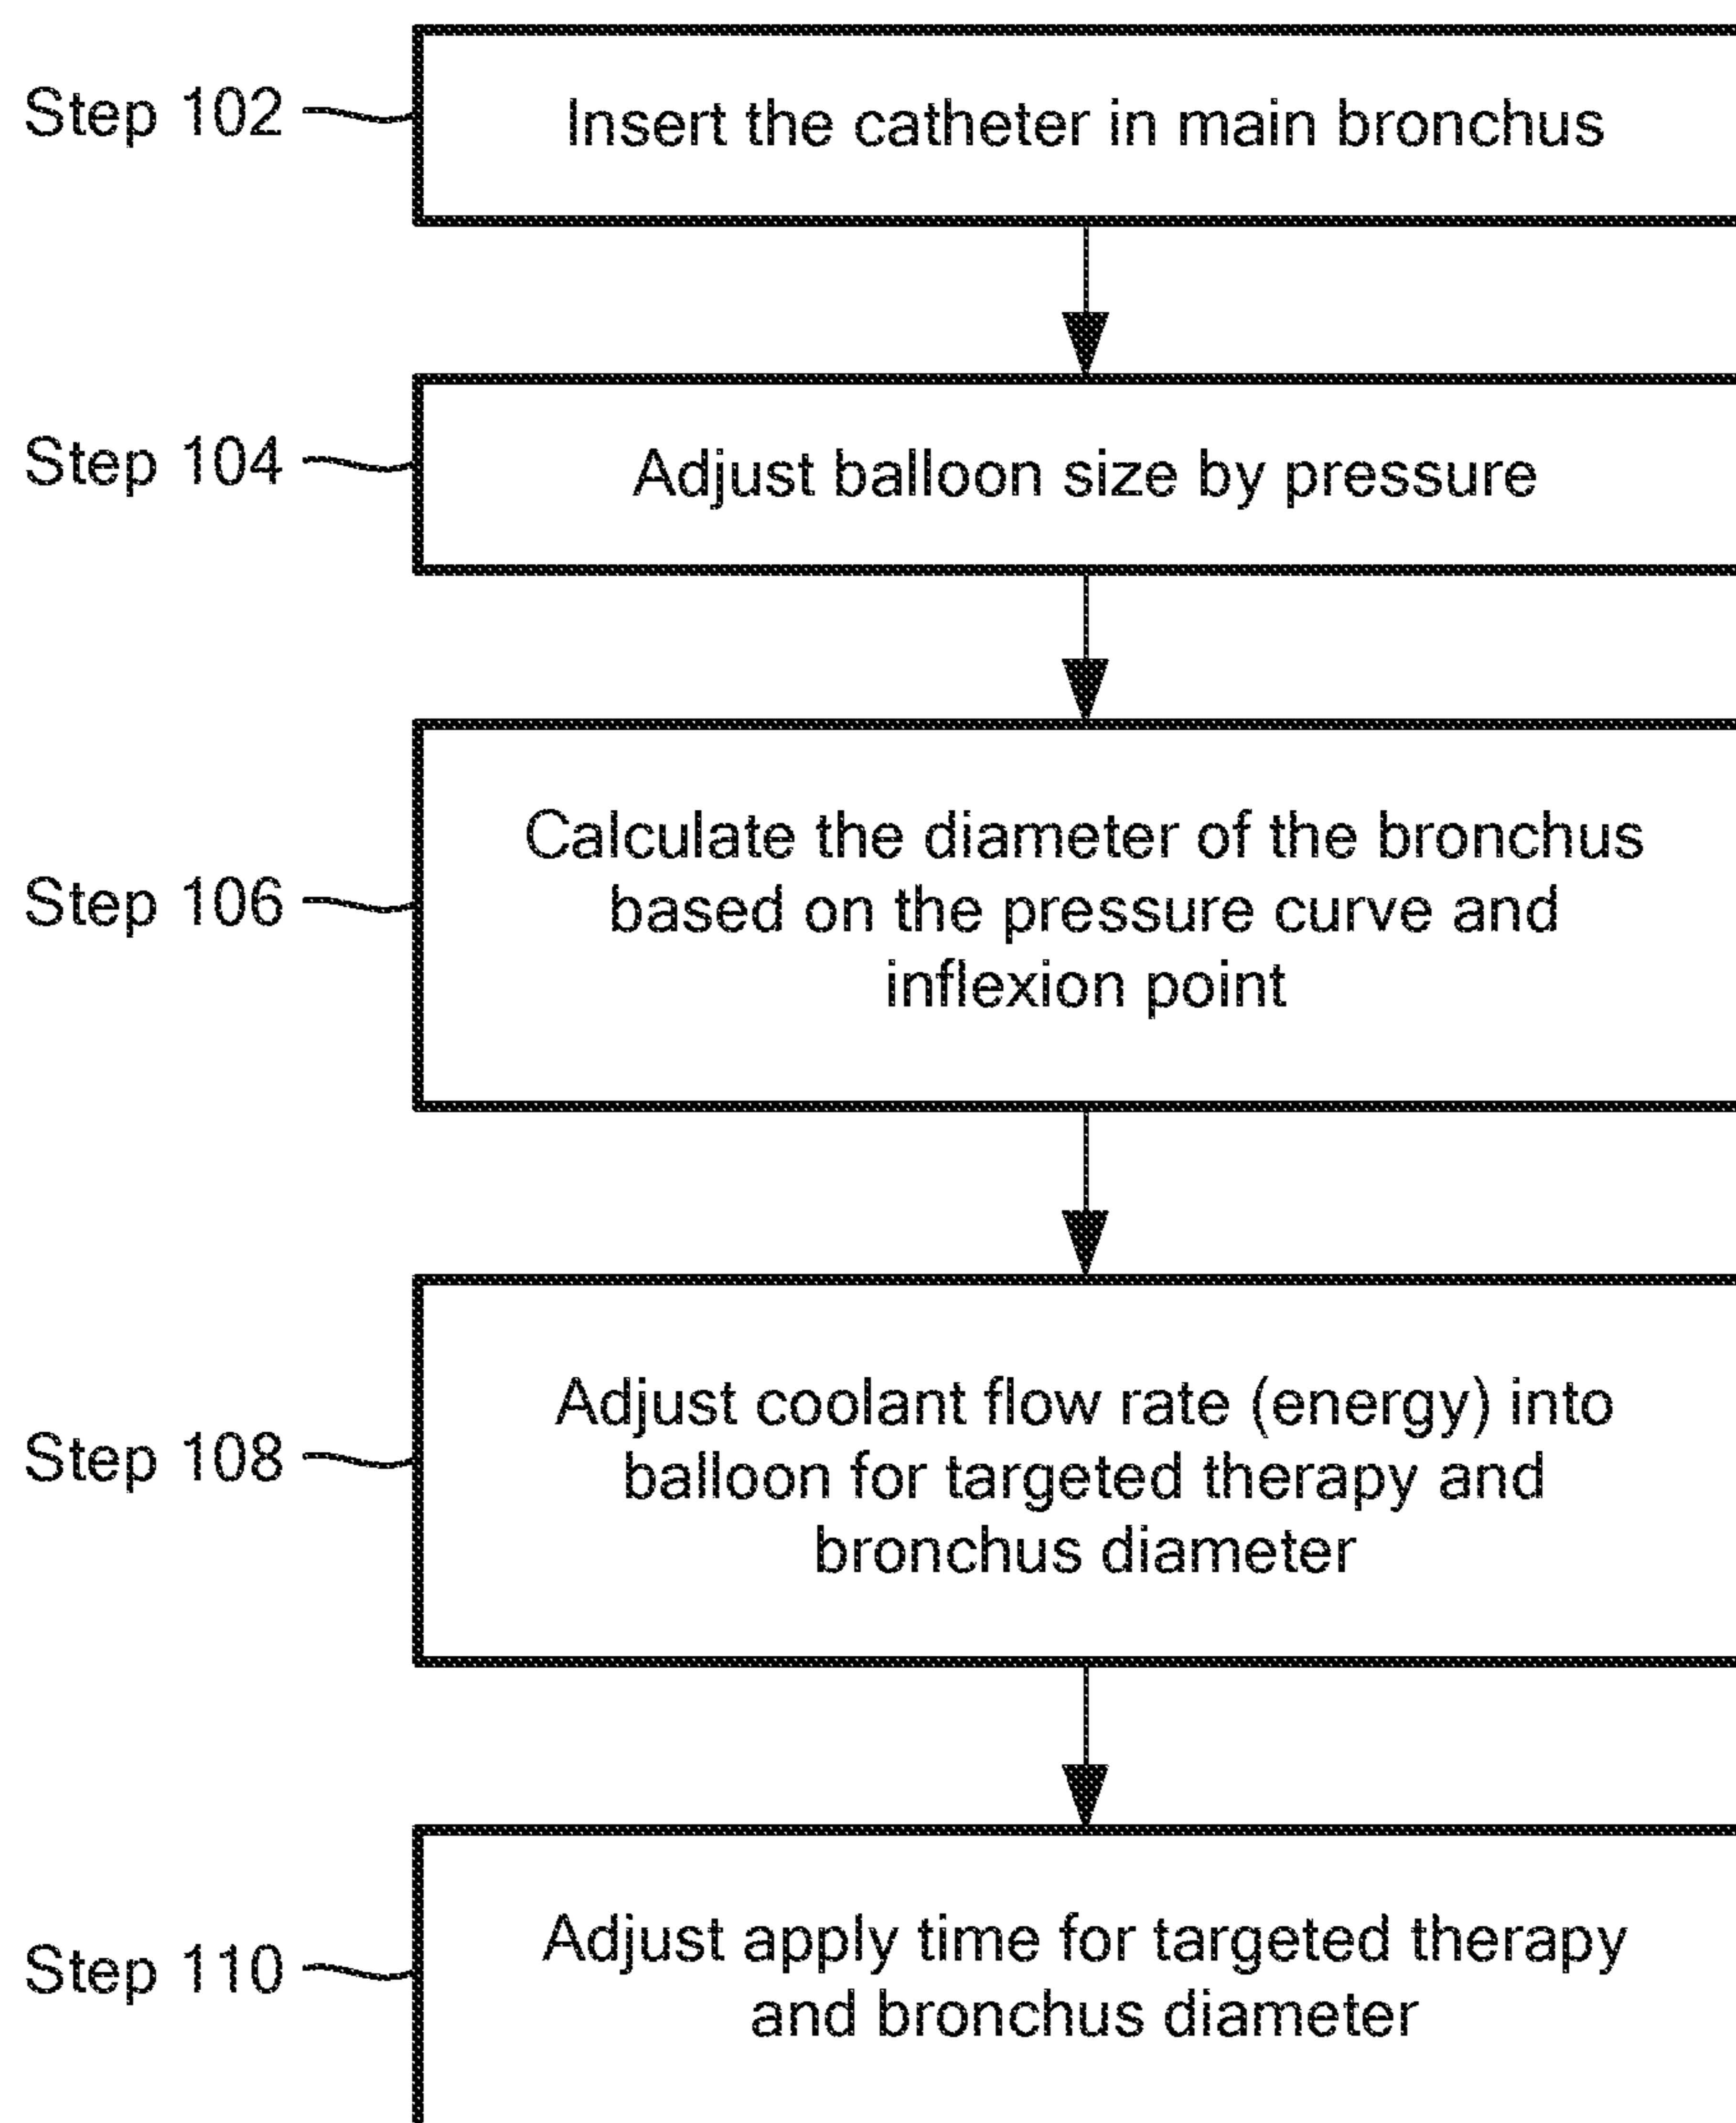 Step 102
Insert the catheter in main bronchus
Step 104
Adjust balloon size by pressure
Step 106
Calculate the diameter of the bronchus
based on the pressure curve and
inflexion point
Step 108
Adjust coolant flow rate (energy) into
balloon for targeted therapy and
bronchus diameter
Step 110
Adjust apply time for targeted therapy
and bronchus diameter